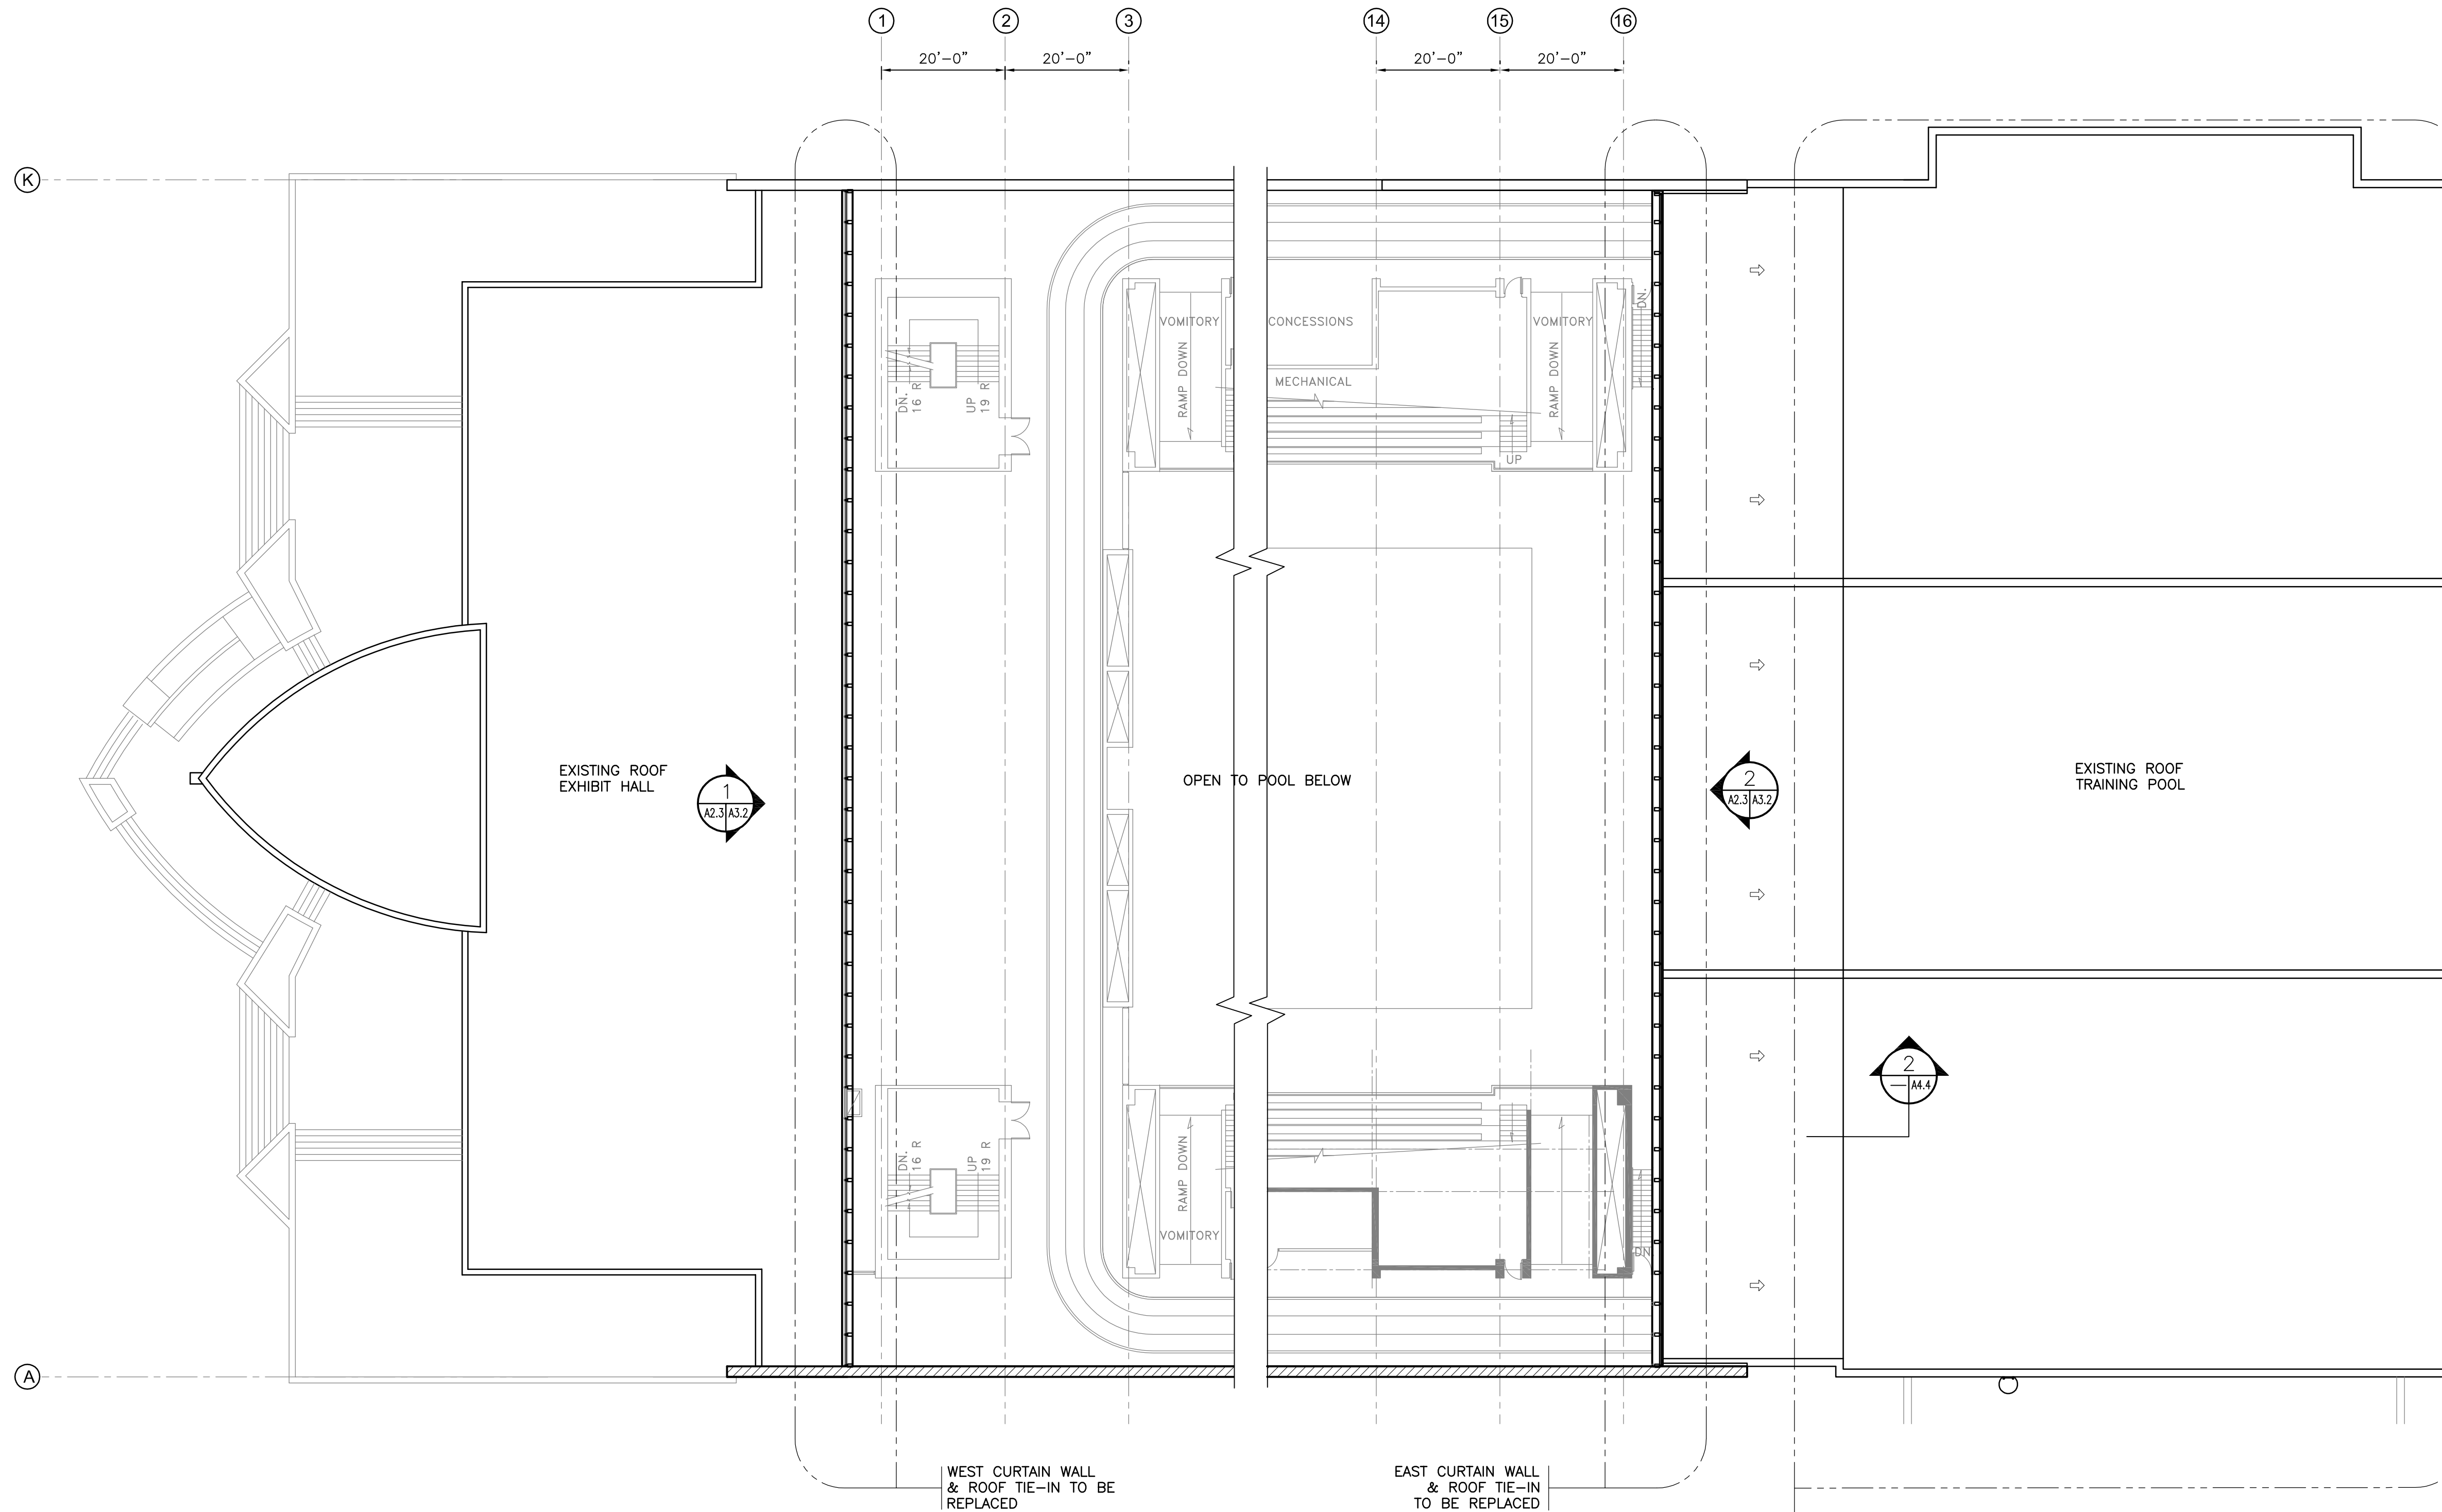 1
2
3
14
15
16
20'-0"
20'-0"
20'-0"
20'-0"
K
VOMITORY
CONCESSIONS
VOMITORY
DN.
RAMP DOWN
RAMP DOWN
MECHANICAL
DN.
16 R
UP
19 R
UP
EXISTING ROOF
EXHIBIT HALL
1
A2.3 A3.2
OPEN TO POOL BELOW
2
A2.3 A3.2
EXISTING ROOF
TRAINING POOL
2
— A4.4
DN.
16 R
UP
19 R
RAMP DOWN
VOMITORY
DN.
A
WEST CURTAIN WALL
& ROOF TIE-IN TO BE
REPLACED
EAST CURTAIN WALL
& ROOF TIE-IN
TO BE REPLACED